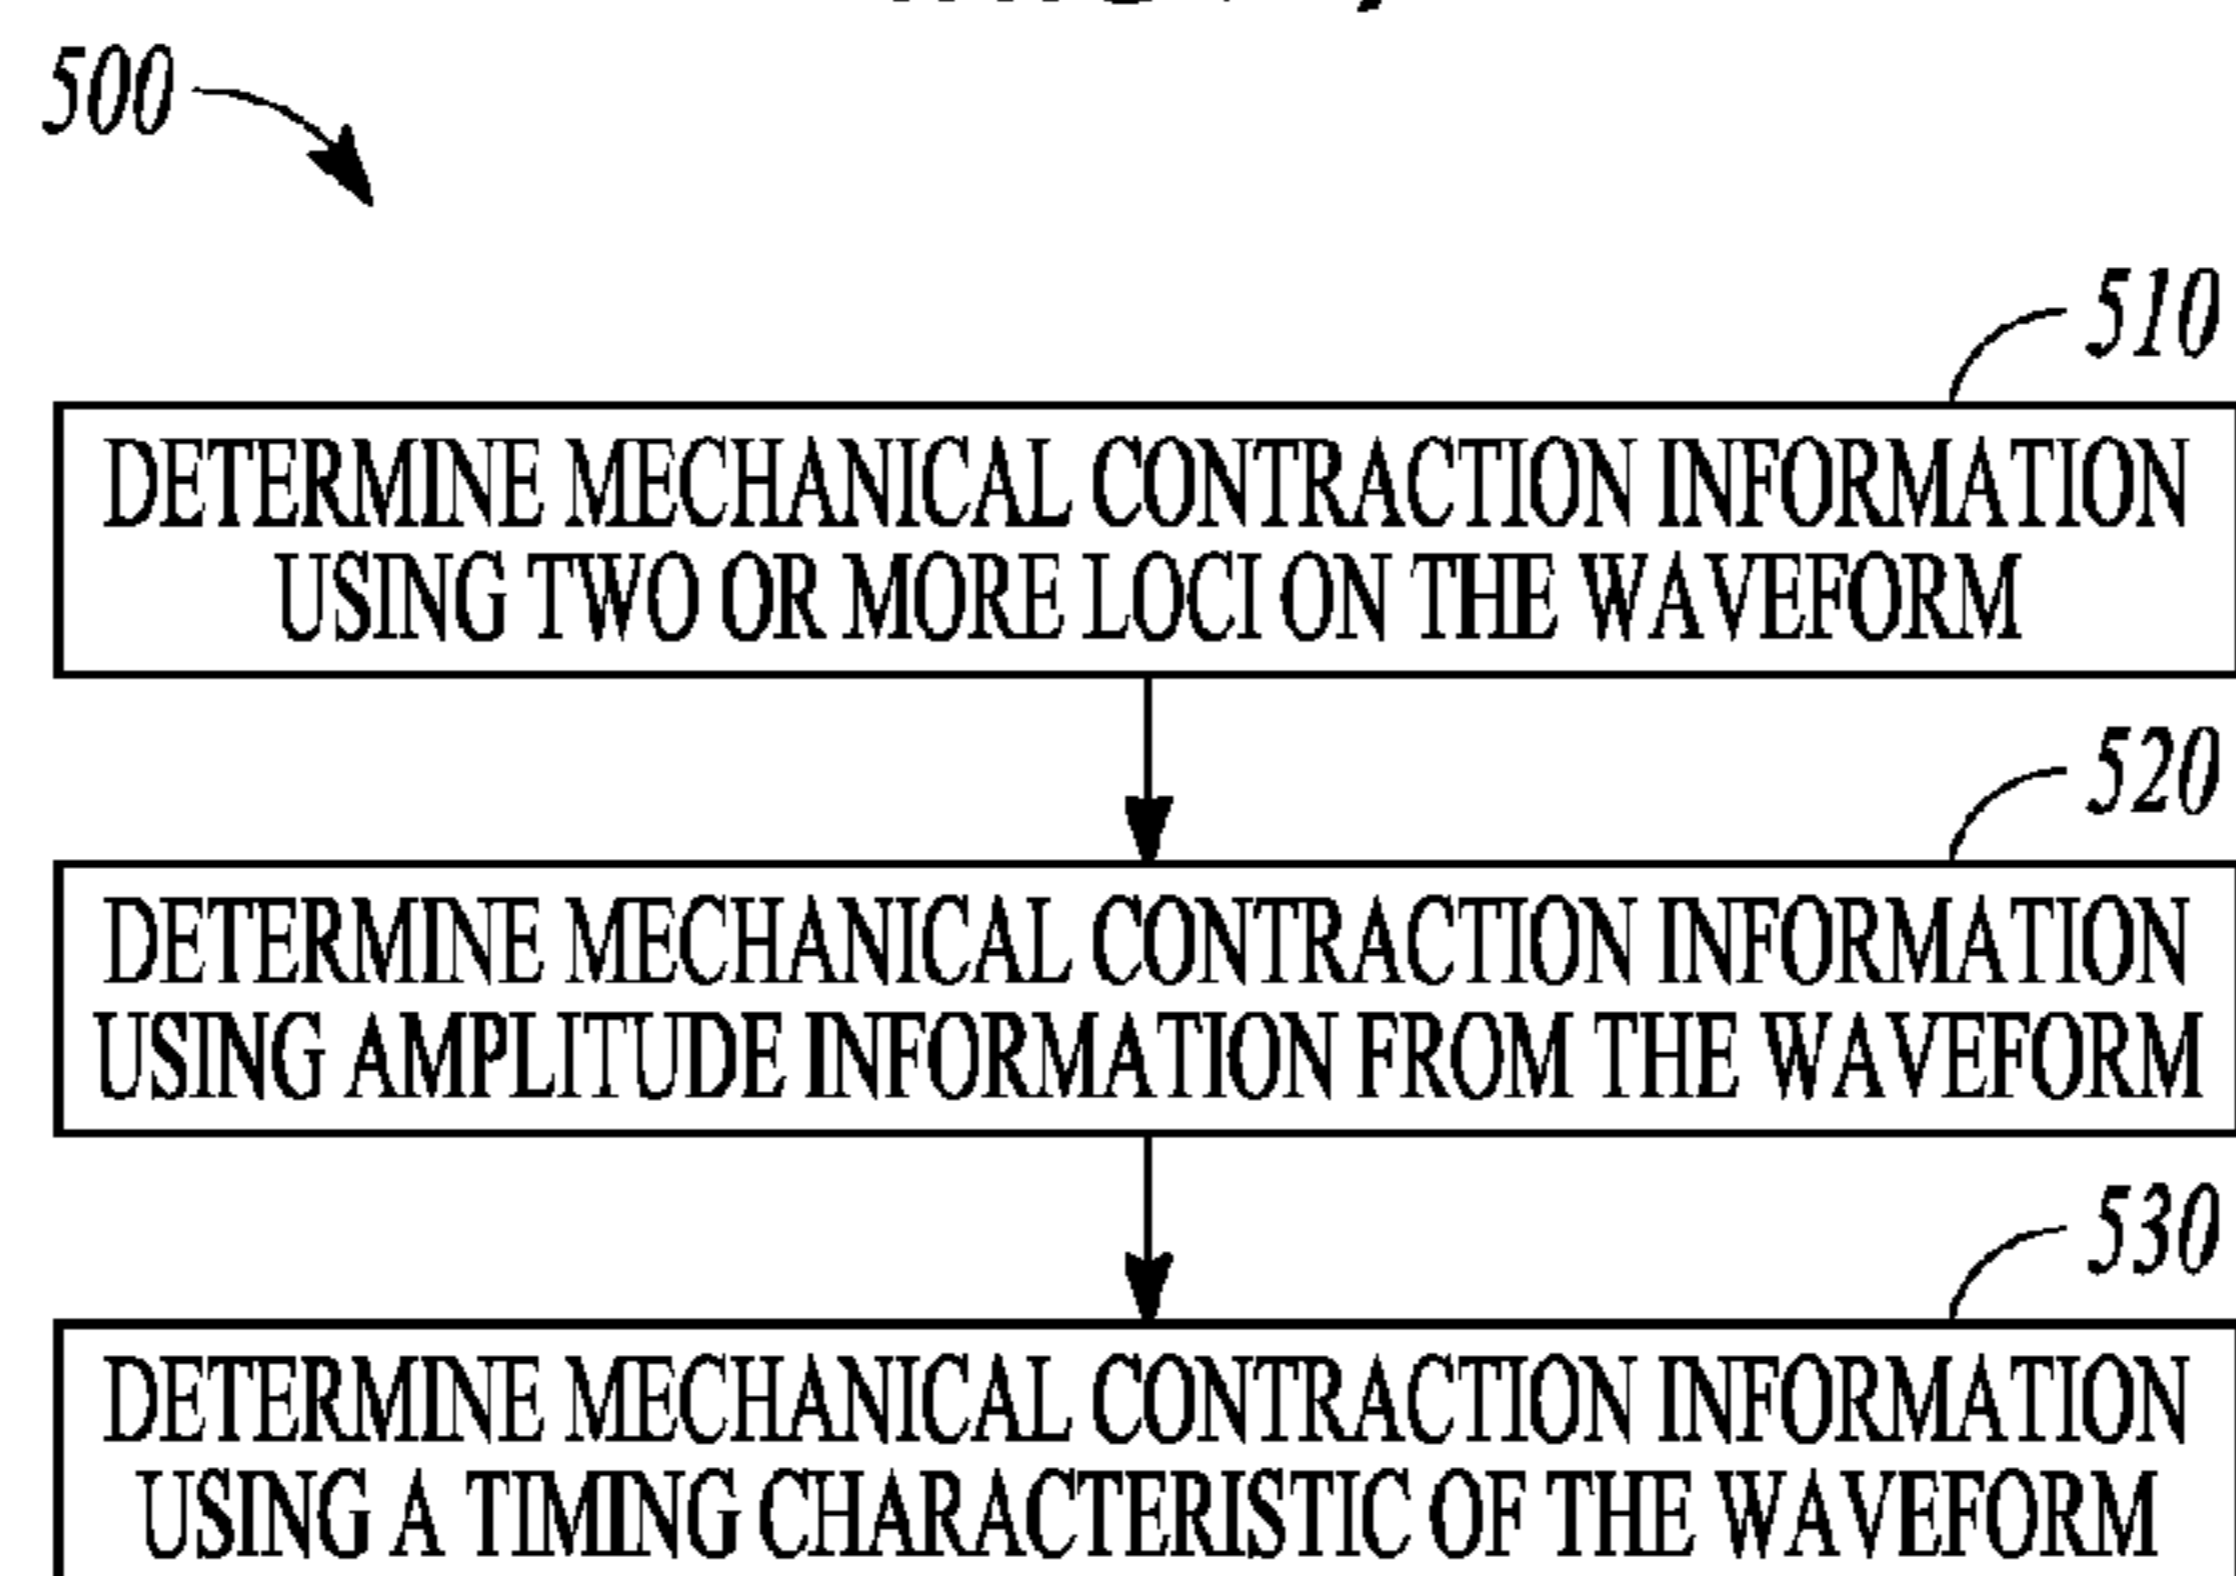 500
510
DETERMINE MECHANICAL CONTRACTION INFORMATION
USING TWO OR MORE LOCI ON THE WAVEFORM
520
DETERMINE MECHANICAL CONTRACTION INFORMATION
USING AMPLITUDE INFORMATION FROM THE WAVEFORM
530
DETERMINE MECHANICAL CONTRACTION INFORMATION
USING A TIMING CHARACTERISTIC OF THE WAVEFORM